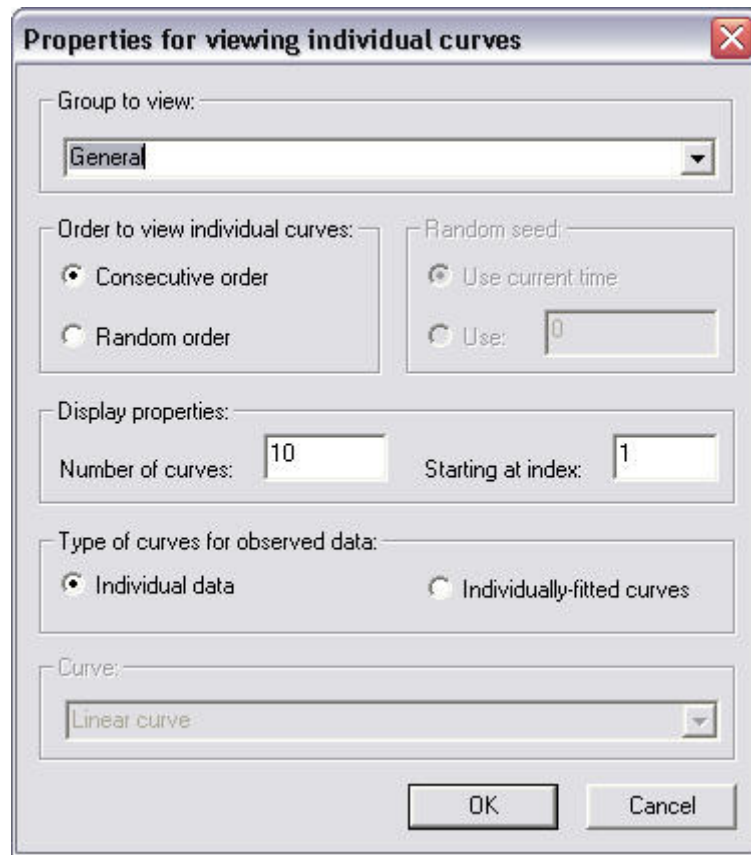 Properties for viewing individual curves
Group to view:
General
Order to view individual curves:
Consecutive order
Random order
Random seed:
Use current time
Use: 0
Display properties:
Number of curves: 10 Starting at index: 1
Type of curves for observed data:
Individual data Individually-fitted curves
Curve:
Linear curve
OK Cancel